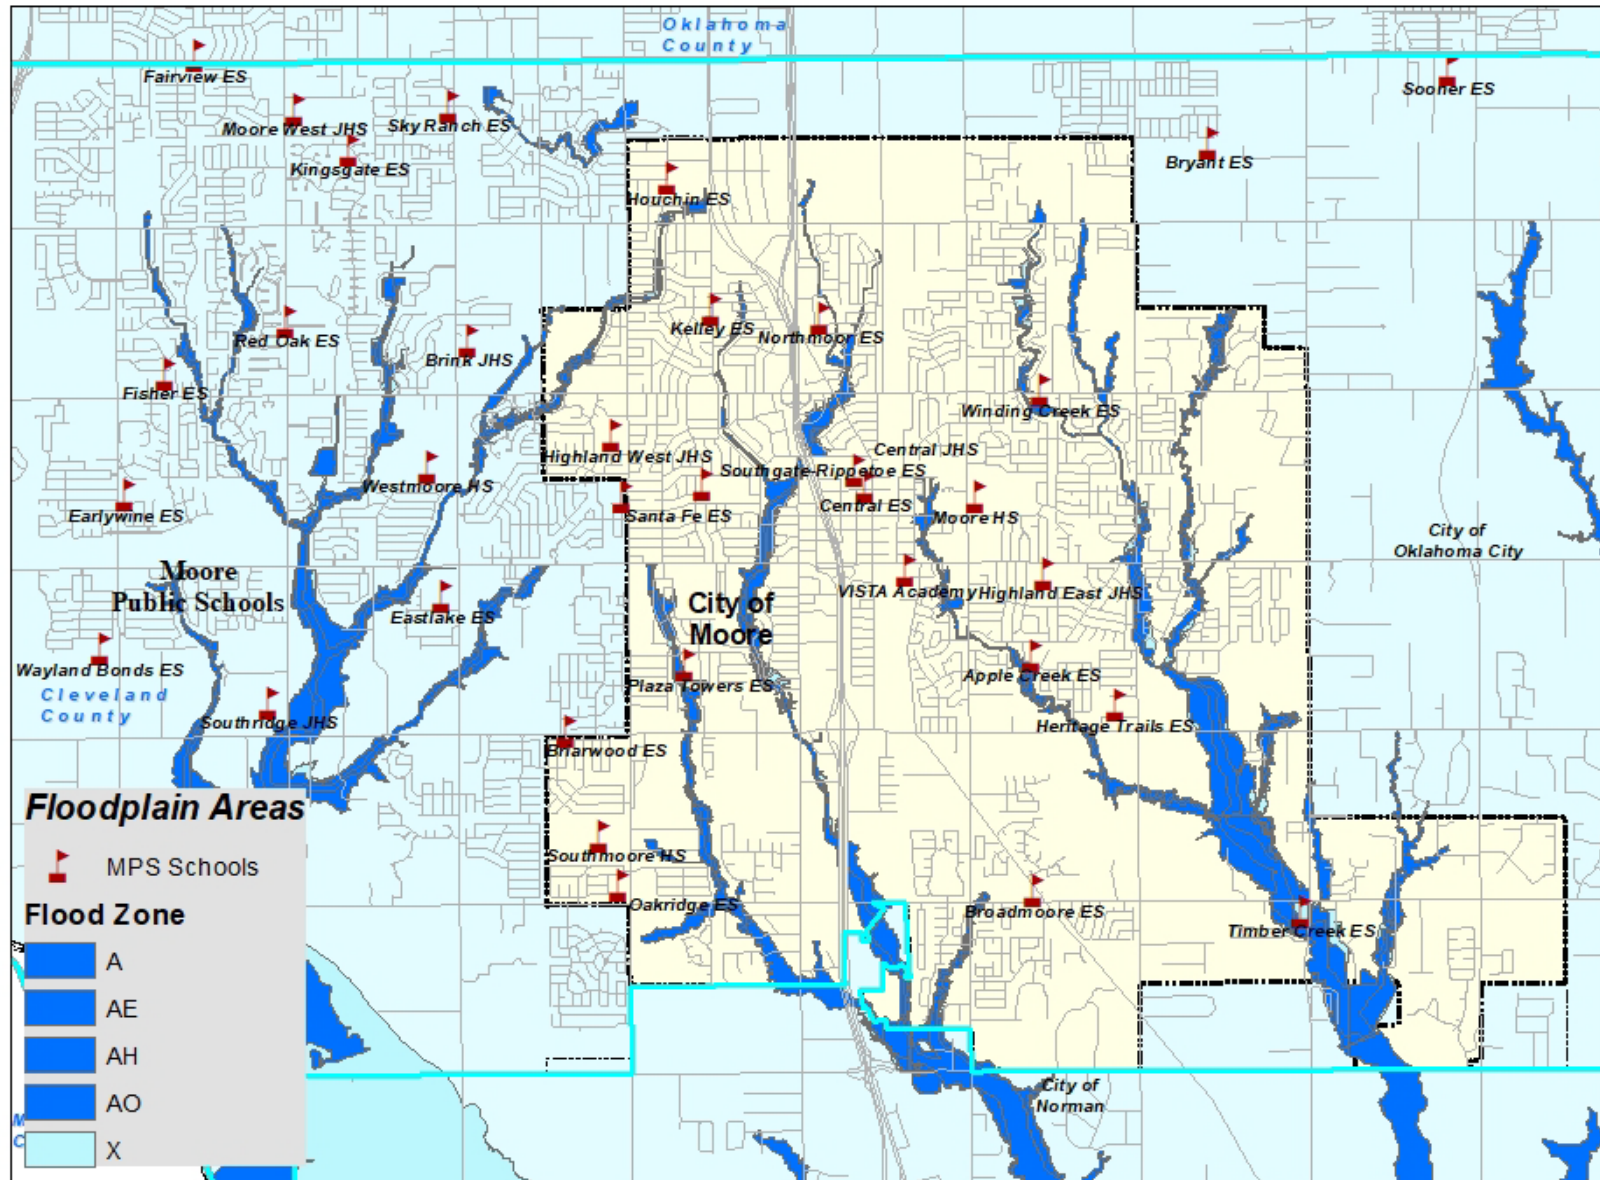 Oklahoma
County
Fairview ES
Sooner ES
Moore West JHS
Sky Ranch ES
Kingsgate ES
Bryant ES
Houchin ES
Red Oak ES
Kelley ES
Northmoor ES
Brink JHS
Fisher ES
Winding Creek ES
Highland West JHS
Central JHS
Southgate-Rippetoe ES
Westmoore HS
Earlywine ES
Santa Fe ES
Central ES
Moore HS
City of
Oklahoma City
Moore
Public Schools
VISTA Academy
Highland East JHS
City of
Moore
Eastlake ES
Wayland Bonds ES
Cleveland
County
Plaza Towers ES
Apple Creek ES
Southridge JHS
Heritage Trails ES
Briarwood ES
Southmoore HS
Oakridge ES
Broadmoore ES
Timber Creek ES
City of
Norman
Floodplain Areas
MPS Schools
Flood Zone
A
AE
AH
AO
X
M
C